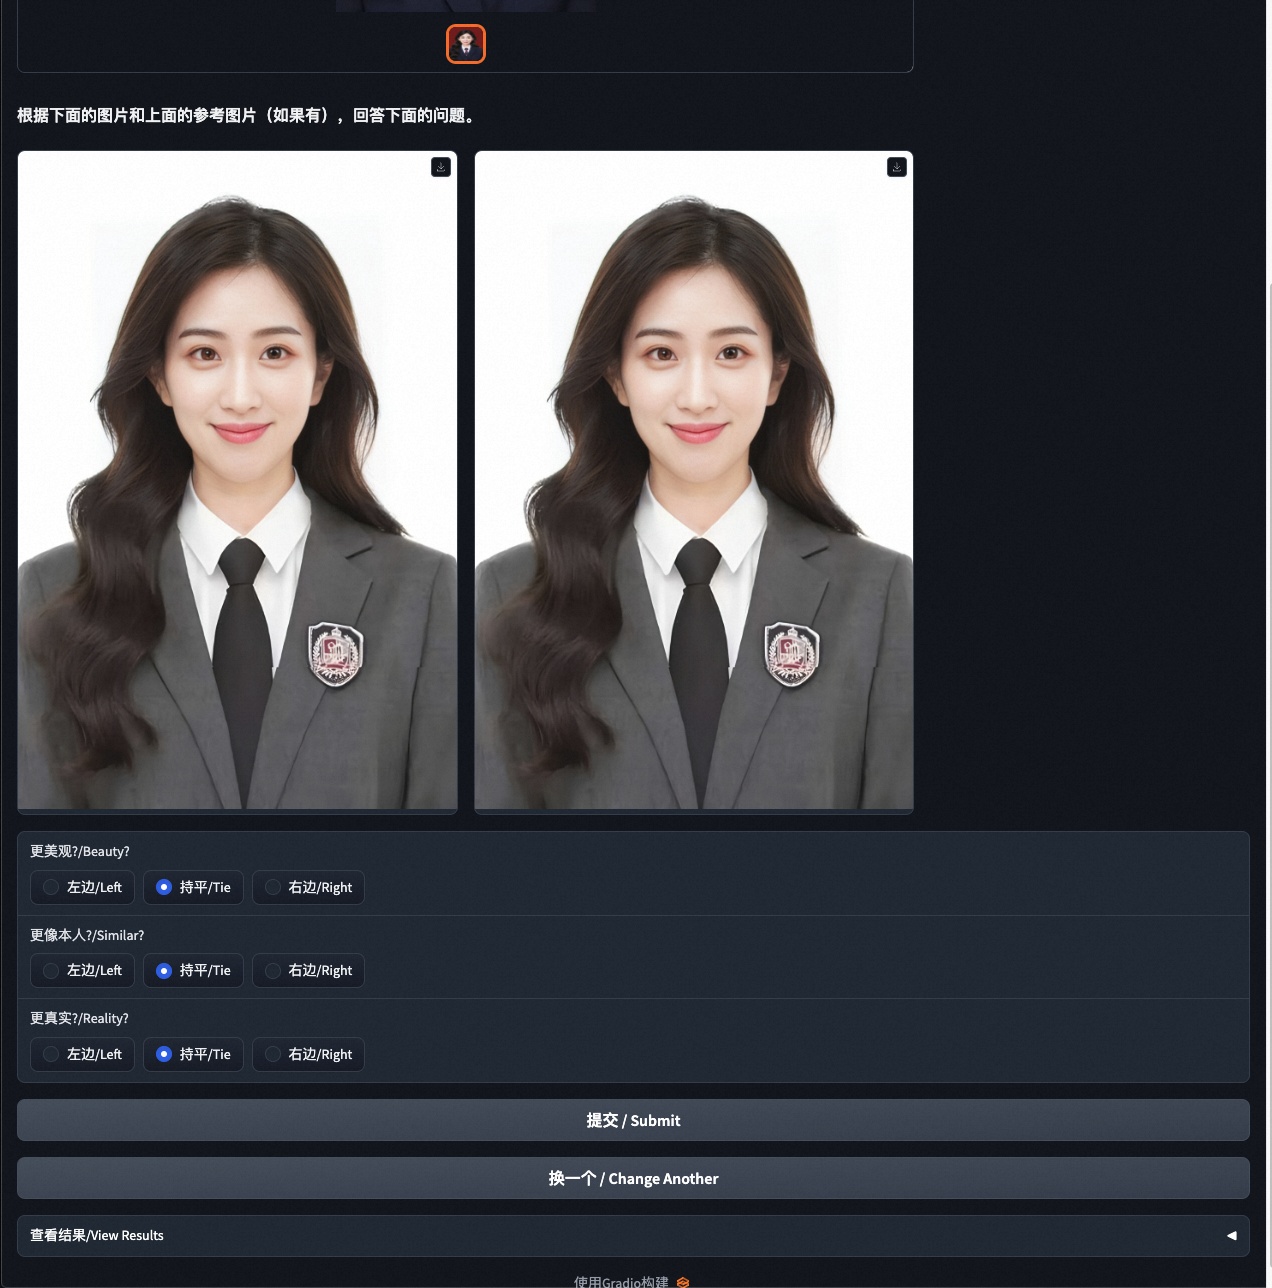 根据下面的图片和上面的参考图片（如果有），回答下面的问题。
更美观?/Beauty?
左边/Left 持平/Tie 右边/Right
更像本人?/Similar?
左边/Left 持平/Tie 右边/Right
更真实?/Reality?
左边/Left 持平/Tie 右边/Right
提交 / Submit
换一个 / Change Another
查看结果/View Results
使用Gradio构建